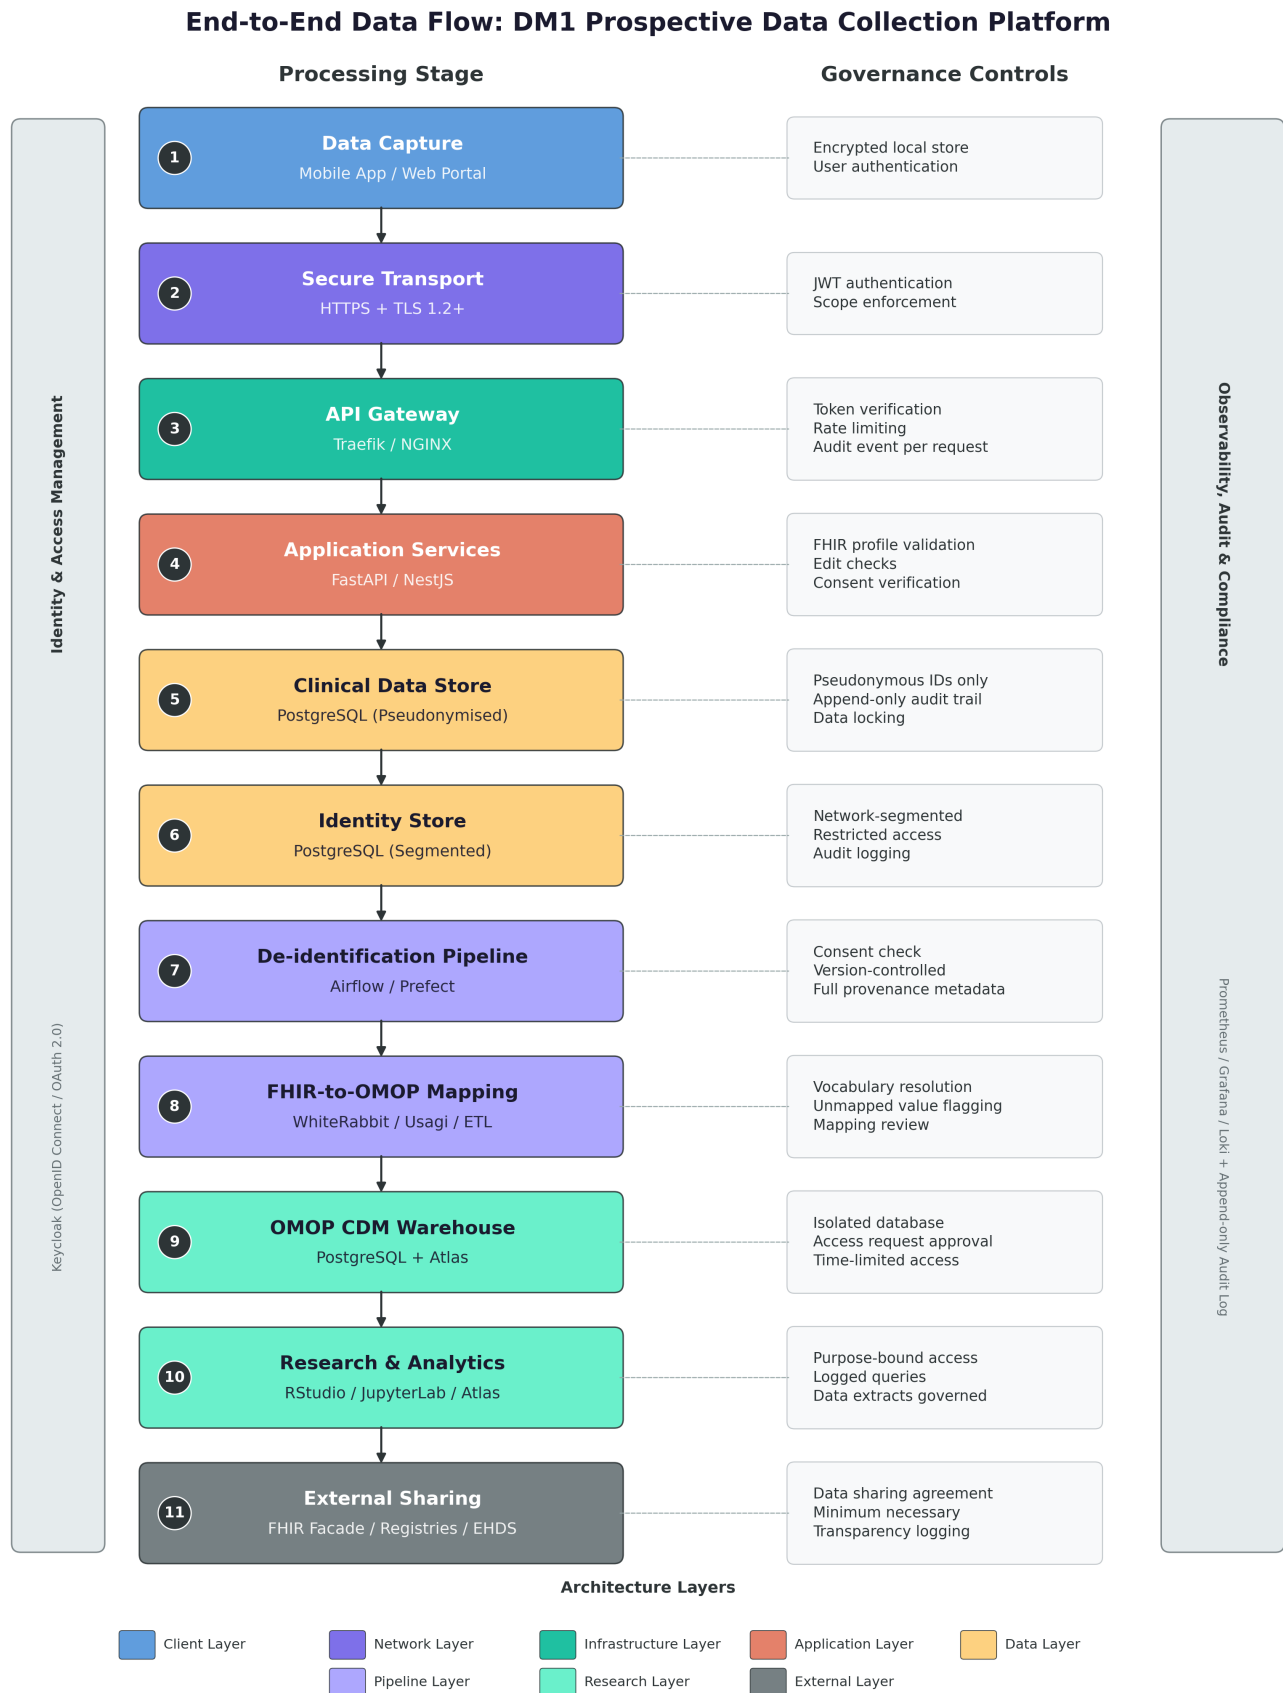 End-to-End Data Flow: DM1 Prospective Data Collection Platform
Processing Stage
Governance Controls
Identity & Access Management
Keycloak (OpenID Connect / OAuth 2.0)
1
Data Capture
Mobile App / Web Portal
Encrypted local store
User authentication
2
Secure Transport
HTTPS + TLS 1.2+
JWT authentication
Scope enforcement
3
API Gateway
Traefik / NGINX
Token verification
Rate limiting
Audit event per request
4
Application Services
FastAPI / NestJS
FHIR profile validation
Edit checks
Consent verification
5
Clinical Data Store
PostgreSQL (Pseudonymised)
Pseudonymous IDs only
Append-only audit trail
Data locking
6
Identity Store
PostgreSQL (Segmented)
Network-segmented
Restricted access
Audit logging
7
De-identification Pipeline
Airflow / Prefect
Consent check
Version-controlled
Full provenance metadata
8
FHIR-to-OMOP Mapping
WhiteRabbit / Usagi / ETL
Vocabulary resolution
Unmapped value flagging
Mapping review
9
OMOP CDM Warehouse
PostgreSQL + Atlas
Isolated database
Access request approval
Time-limited access
10
Research & Analytics
RStudio / JupyterLab / Atlas
Purpose-bound access
Logged queries
Data extracts governed
11
External Sharing
FHIR Facade / Registries / EHDS
Data sharing agreement
Minimum necessary
Transparency logging
Observability, Audit & Compliance
Prometheus / Grafana / Loki + Append-only Audit Log
Architecture Layers
Client Layer
Network Layer
Infrastructure Layer
Application Layer
Data Layer
Pipeline Layer
Research Layer
External Layer